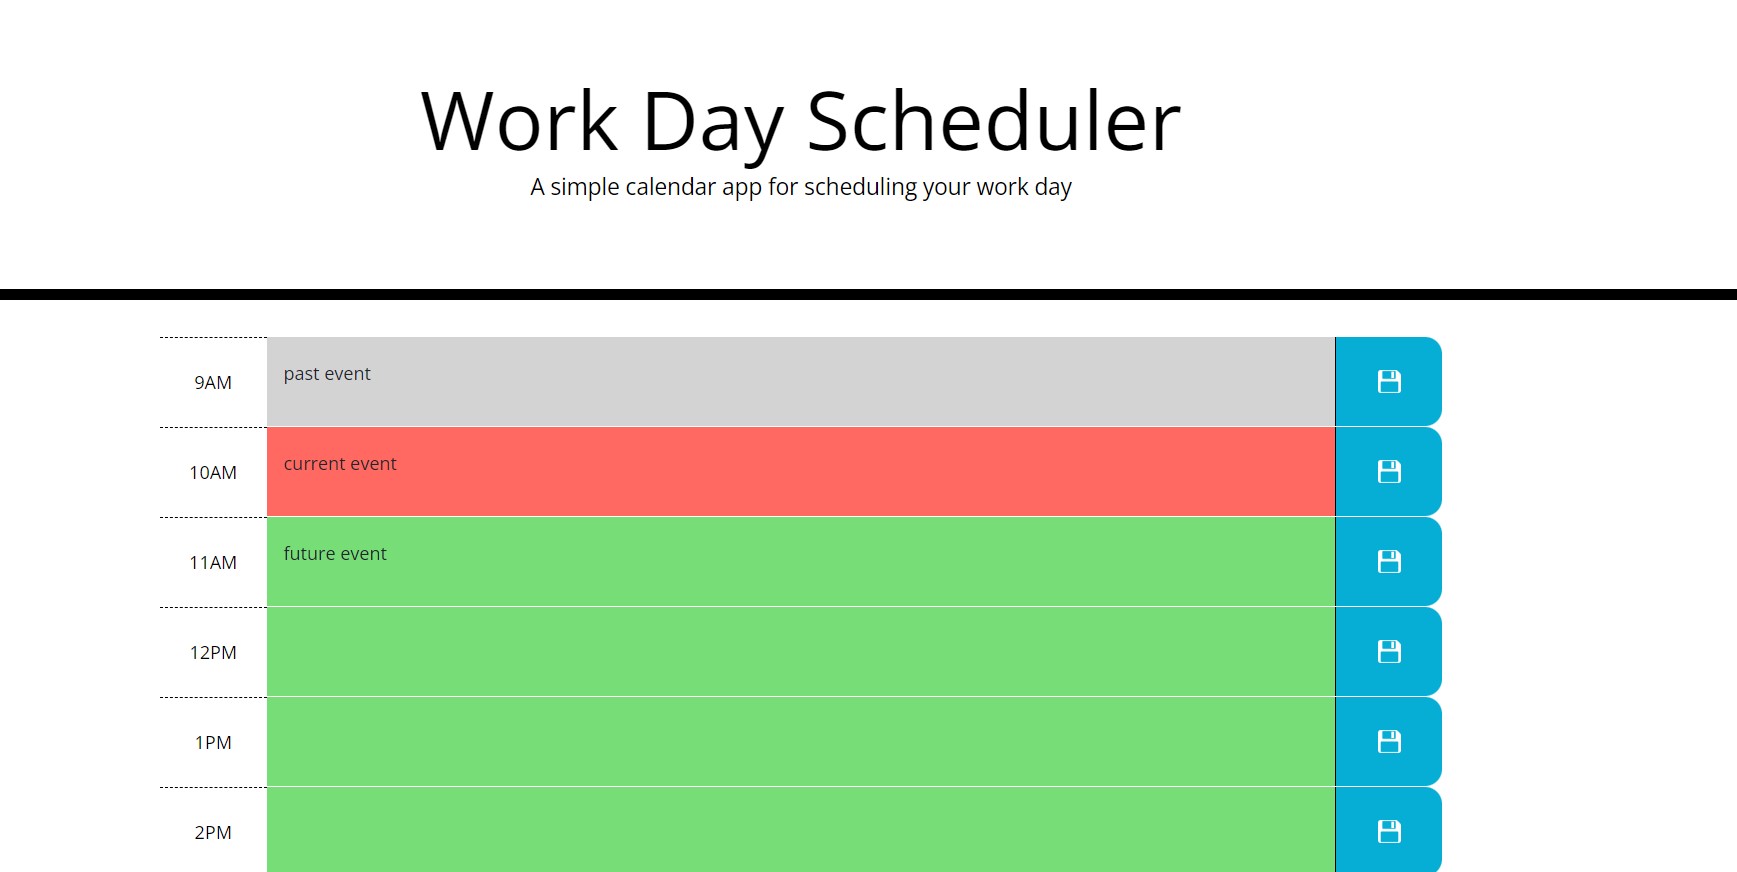 Work Day Scheduler
A simple calendar app for scheduling your work day
9AM
past event
10AM
current event
11AM
future event
12PM
1PM
2PM